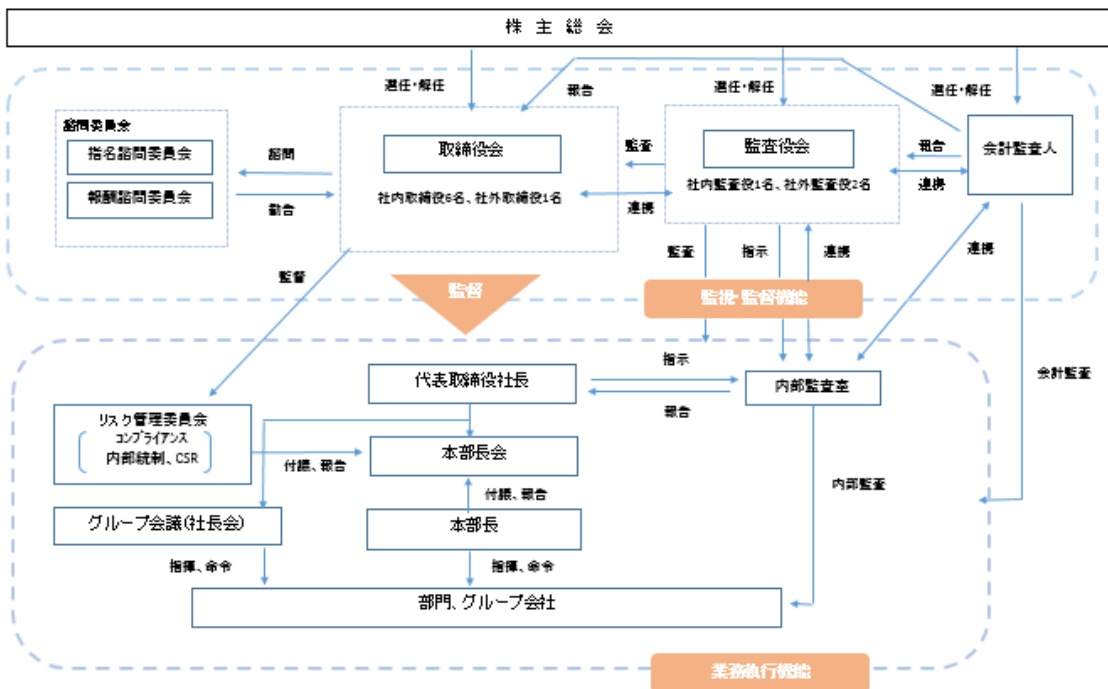 株主総会
選任・解任
報告
選任・解任
選任・解任
諮問委員会
指名諮問委員会
報酬諮問委員会
諮問
勧告
取締役会
社内取締役6名、社外取締役1名
監査
連携
監査役会
社内監査役1名、社外監査役2名
報告
連携
会計監査人
監督
監督
監査
指示
連携
連携
監視・監督機能
代表取締役社長
指示
報告
内部監査室
会計監査
リスク管理委員会
コンプライアンス
内部統制、CSR
付議、報告
本部長会
付議、報告
内部監査
グループ会議(社長会)
本部長
指揮、命令
指揮、命令
部門、グループ会社
業務執行機能